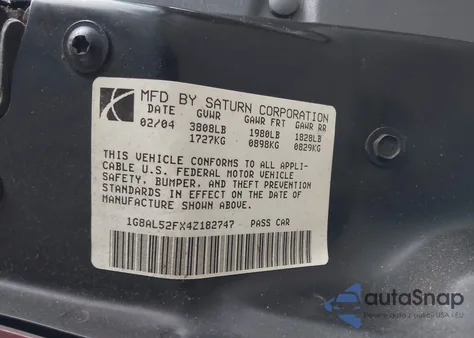 MFD BY SATURN CORPORATION
DATE GVWR GAWR FRT GAWR RR
02/04 3808LB 1980LB 1828LB
1727KG 0898KG 0829KG
THIS VEHICLE CONFORMS TO ALL APPLI-
CABLE U.S. FEDERAL MOTOR VEHICLE
SAFETY, BUMPER, AND THEFT PREVENTION
STANDARDS IN EFFECT ON THE DATE OF
MANUFACTURE SHOWN ABOVE.
1G8AL52FX4Z182747 PASS CAR
autoSnap